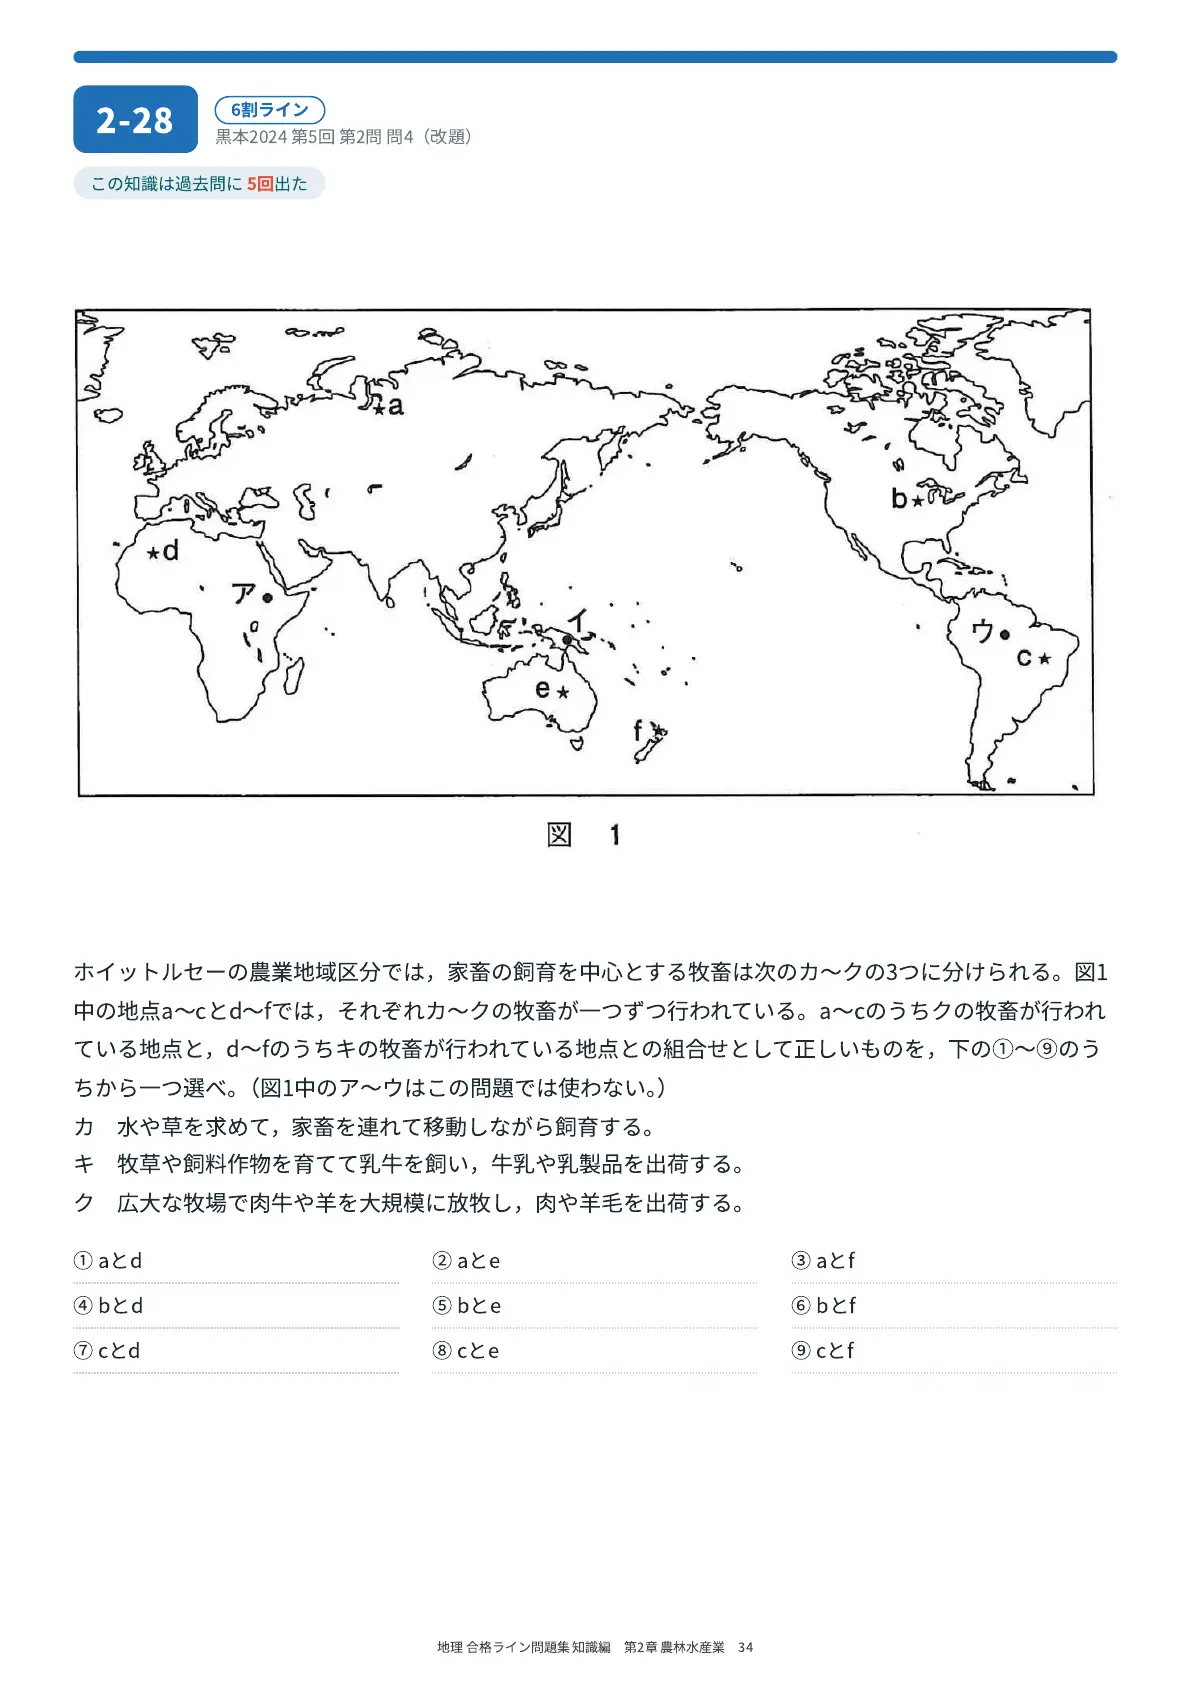 2-28
6割ライン
黒本2024 第5回 第2問 問4（改題）
この知識は過去問に 5回出た
a
b
d
ア
イ
ウ
c
e
f
図 1
ホイットルセーの農業地域区分では，家畜の飼育を中心とする牧畜は次のカ～クの3つに分けられる。図1
中の地点a～cとd～fでは，それぞれカ～クの牧畜が一つずつ行われている。a～cのうちクの牧畜が行われ
ている地点と，d～fのうちキの牧畜が行われている地点との組合せとして正しいものを，下の①～⑨のう
ちから一つ選べ。（図1中のア～ウはこの問題では使わない。）
カ　水や草を求めて，家畜を連れて移動しながら飼育する。
キ　牧草や飼料作物を育てて乳牛を飼い，牛乳や乳製品を出荷する。
ク　広大な牧場で肉牛や羊を大規模に放牧し，肉や羊毛を出荷する。
① aとd ② aとe ③ aとf
④ bとd ⑤ bとe ⑥ bとf
⑦ cとd ⑧ cとe ⑨ cとf
地理 合格ライン問題集 知識編　第2章 農林水産業　34